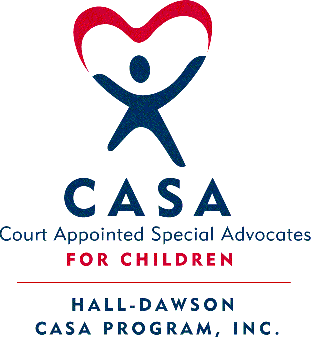 CASA
Court Appointed Special Advocates
FOR CHILDREN
HALL-DAWSON
CASA PROGRAM, INC.